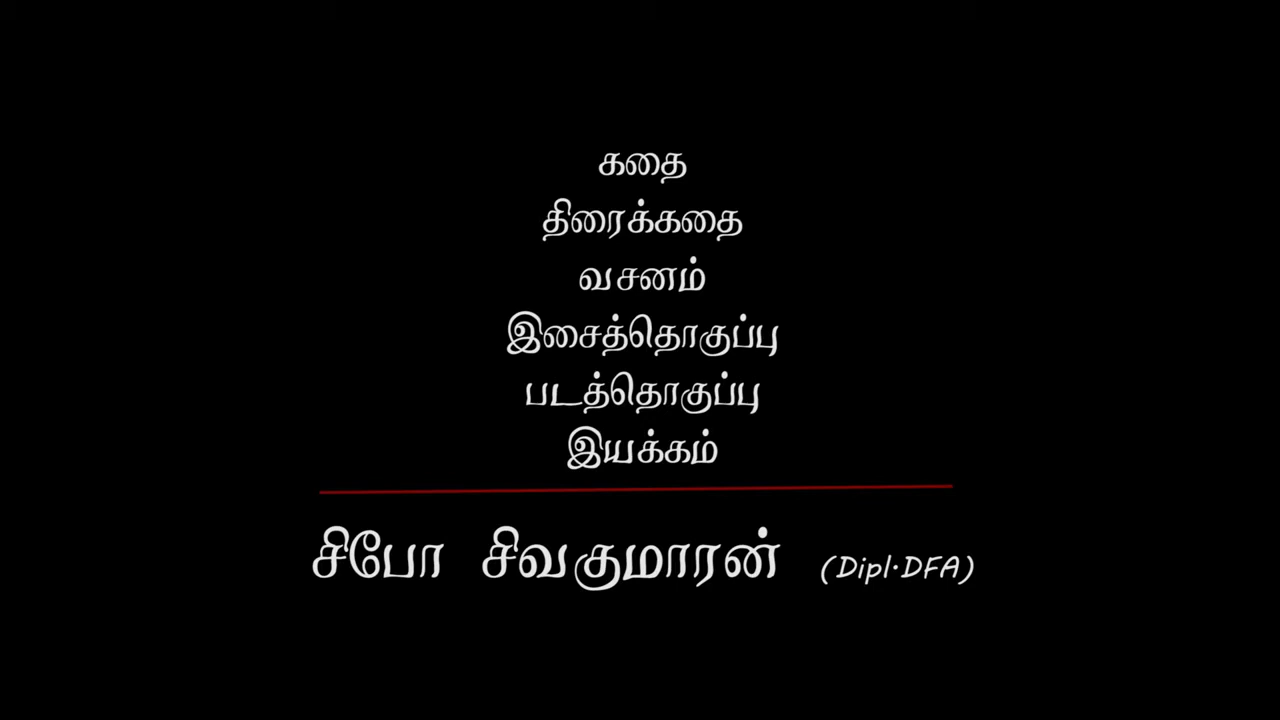 கதை
திரைக்கதை
வசனம்
இசைத்தொகுப்பு
படத்தொகுப்பு
இயக்கம்
சிபோ சிவகுமாரன் (Dipl.DFA)